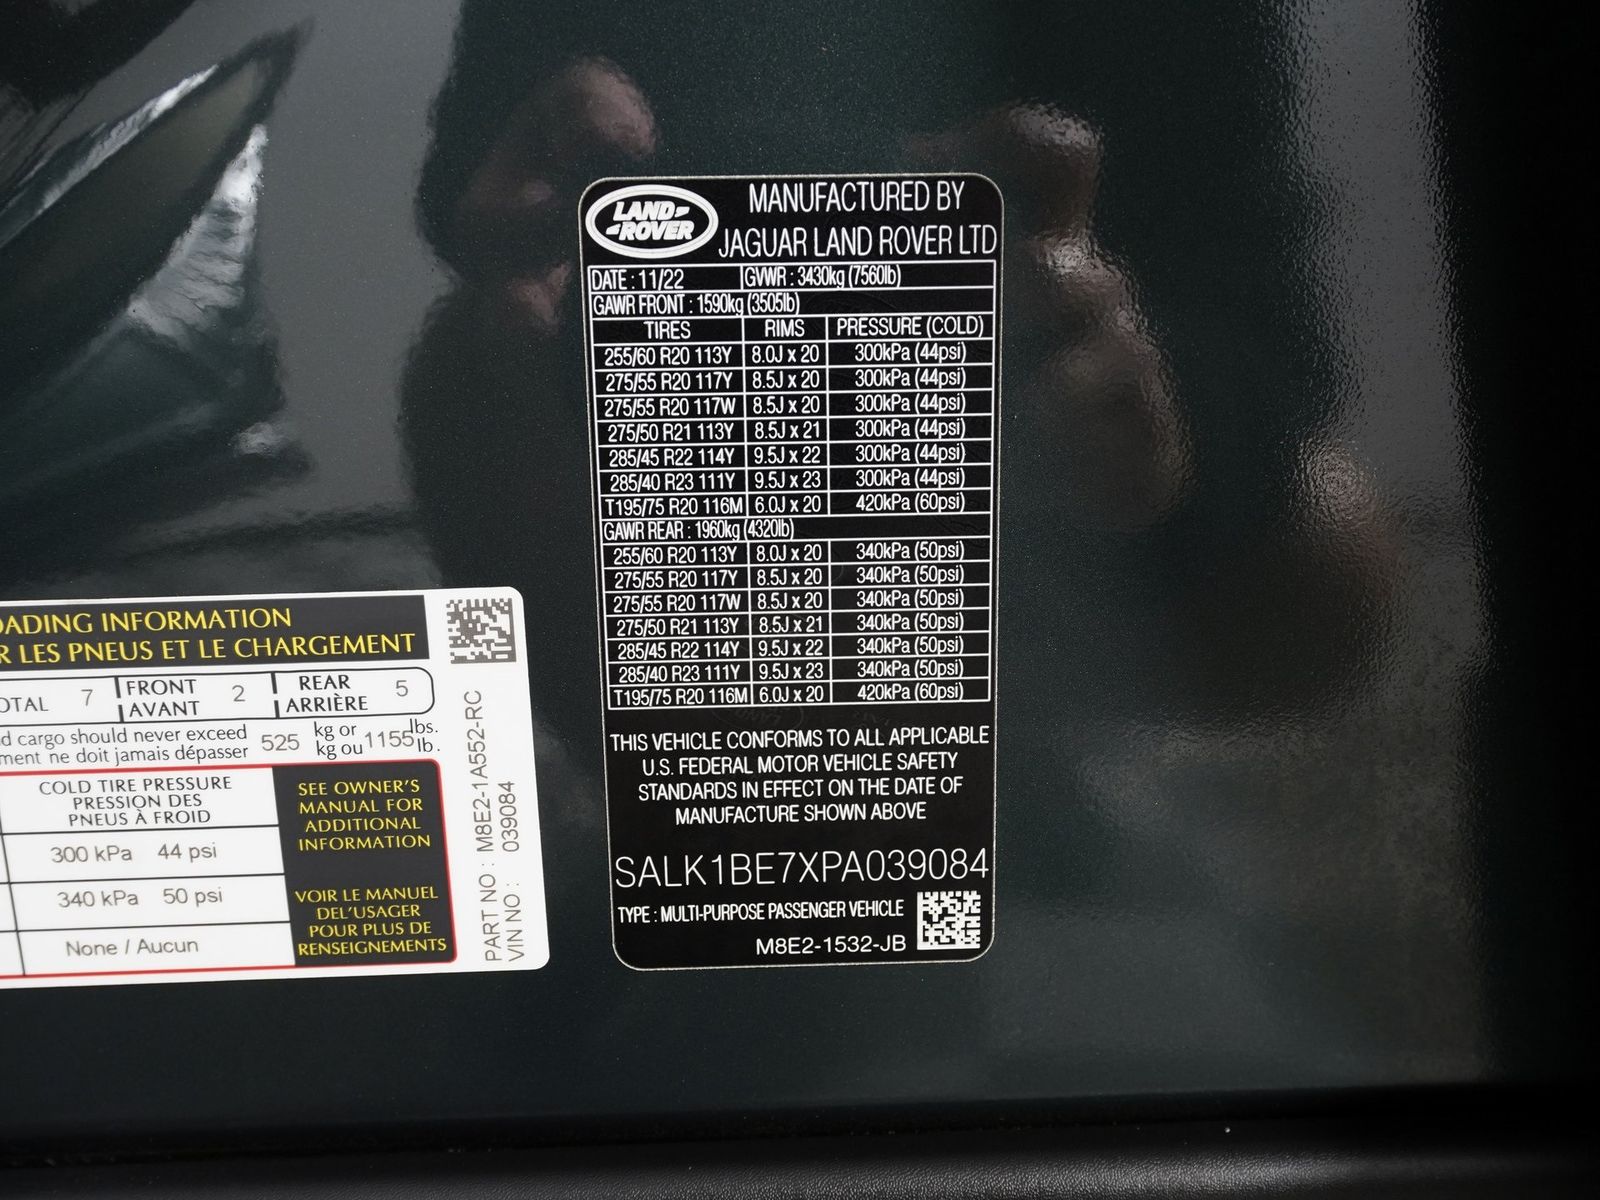 LAND
ROVER
MANUFACTURED BY
JAGUAR LAND ROVER LTD
DATE : 11/22 GVWR : 3430kg (7560lb)
GAWR FRONT : 1590kg (3505lb)
TIRES RIMS PRESSURE (COLD)
255/60 R20 113Y 8.0J x 20 300kPa (44psi)
275/55 R20 117Y 8.5J x 20 300kPa (44psi)
275/55 R20 117W 8.5J x 20 300kPa (44psi)
275/50 R21 113Y 8.5J x 21 300kPa (44psi)
285/45 R22 114Y 9.5J x 22 300kPa (44psi)
285/40 R23 111Y 9.5J x 23 300kPa (44psi)
T195/75 R20 116M 6.0J x 20 420kPa (60psi)
GAWR REAR : 1960kg (4320lb)
255/60 R20 113Y 8.0J x 20 340kPa (50psi)
275/55 R20 117Y 8.5J x 20 340kPa (50psi)
275/55 R20 117W 8.5J x 20 340kPa (50psi)
275/50 R21 113Y 8.5J x 21 340kPa (50psi)
285/45 R22 114Y 9.5J x 22 340kPa (50psi)
285/40 R23 111Y 9.5J x 23 340kPa (50psi)
T195/75 R20 116M 6.0J x 20 420kPa (60psi)
THIS VEHICLE CONFORMS TO ALL APPLICABLE
U.S. FEDERAL MOTOR VEHICLE SAFETY
STANDARDS IN EFFECT ON THE DATE OF
MANUFACTURE SHOWN ABOVE
SALK1BE7XPA039084
TYPE : MULTI-PURPOSE PASSENGER VEHICLE
M8E2-1532-JB
OADING INFORMATION
R LES PNEUS ET LE CHARGEMENT
OTAL 7 FRONT AVANT 2 REAR ARRIÈRE 5
d cargo should never exceed 525 kg or 1155 lbs.
ment ne doit jamais dépasser kg ou lb.
COLD TIRE PRESSURE
PRESSION DES
PNEUS À FROID
300 kPa 44 psi
340 kPa 50 psi
None / Aucun
SEE OWNER'S
MANUAL FOR
ADDITIONAL
INFORMATION
VOIR LE MANUEL
DEL'USAGER
POUR PLUS DE
RENSEIGNEMENTS
PART NO : M8E2-1A552-RC
VIN NO : 039084